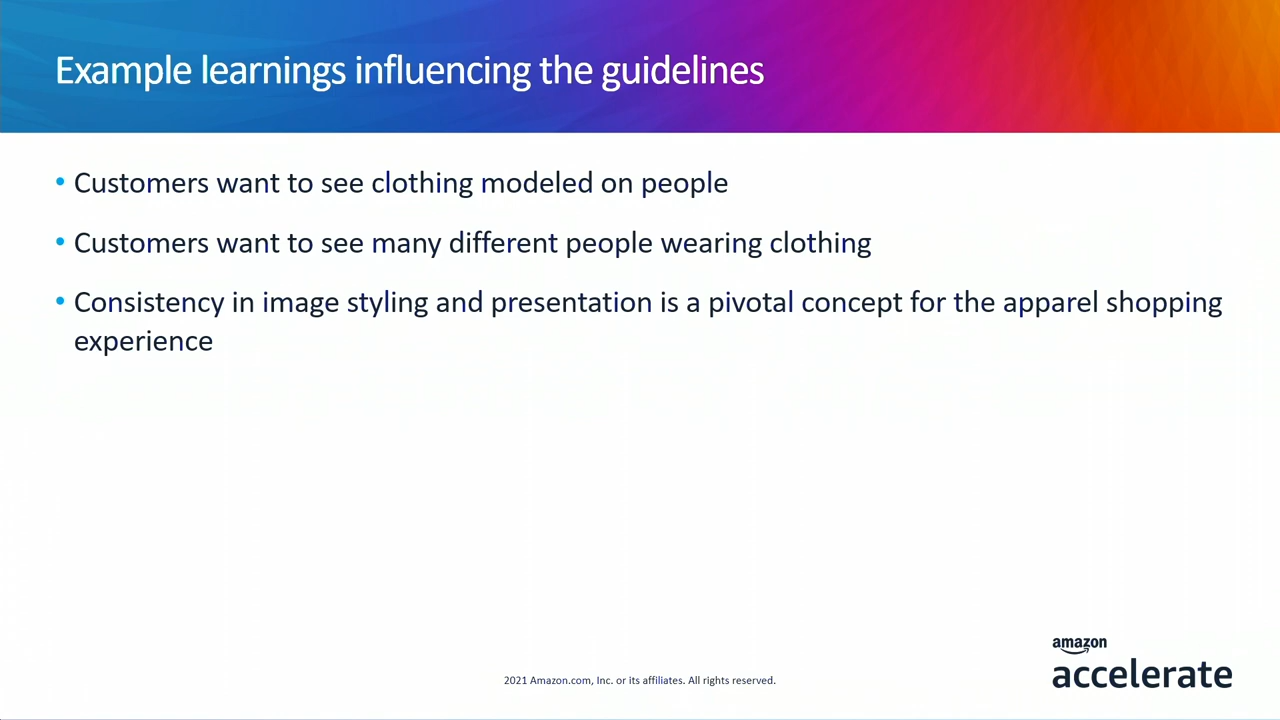 Example learnings influencing the guidelines
• Customers want to see clothing modeled on people
• Customers want to see many different people wearing clothing
• Consistency in image styling and presentation is a pivotal concept for the apparel shopping
experience
amazon
accelerate
2021 Amazon.com, Inc. or its affiliates. All rights reserved.